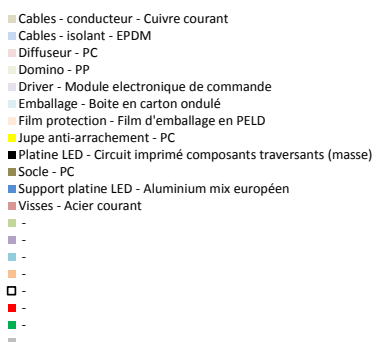 Cables - conducteur - Cuivre courant
Cables - isolant - EPDM
Diffuseur - PC
Domino - PP
Driver - Module electronique de commande
Emballage - Boite en carton ondulé
Film protection - Film d'emballage en PELD
Jupe anti-arrachement - PC
Platine LED - Circuit imprimé composants traversants (masse)
Socle - PC
Support platine LED - Aluminium mix européen
Visses - Acier courant
-
-
-
-
-
-
-